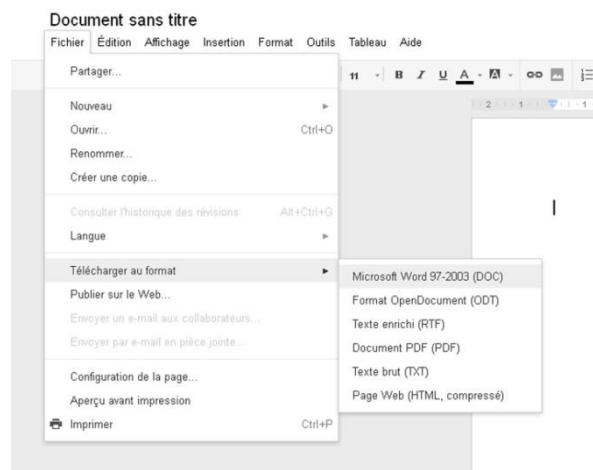 Document sans titre
Fichier Édition Affichage Insertion Format Outils Tableau Aide
Partager...
11 B I U A A
2 1 1
Nouveau
Ouvrir... Ctrl+O
Renommer...
Créer une copie...
Consulter l'historique des révisions Alt+Ctrl+G
Langue
Télécharger au format
Microsoft Word 97-2003 (DOC)
Publier sur le Web...
Format OpenDocument (ODT)
Envoyer un e-mail aux collaborateurs...
Texte enrichi (RTF)
Envoyer par e-mail en pièce jointe...
Document PDF (PDF)
Configuration de la page...
Texte brut (TXT)
Aperçu avant impression
Page Web (HTML, compressé)
Imprimer Ctrl+P